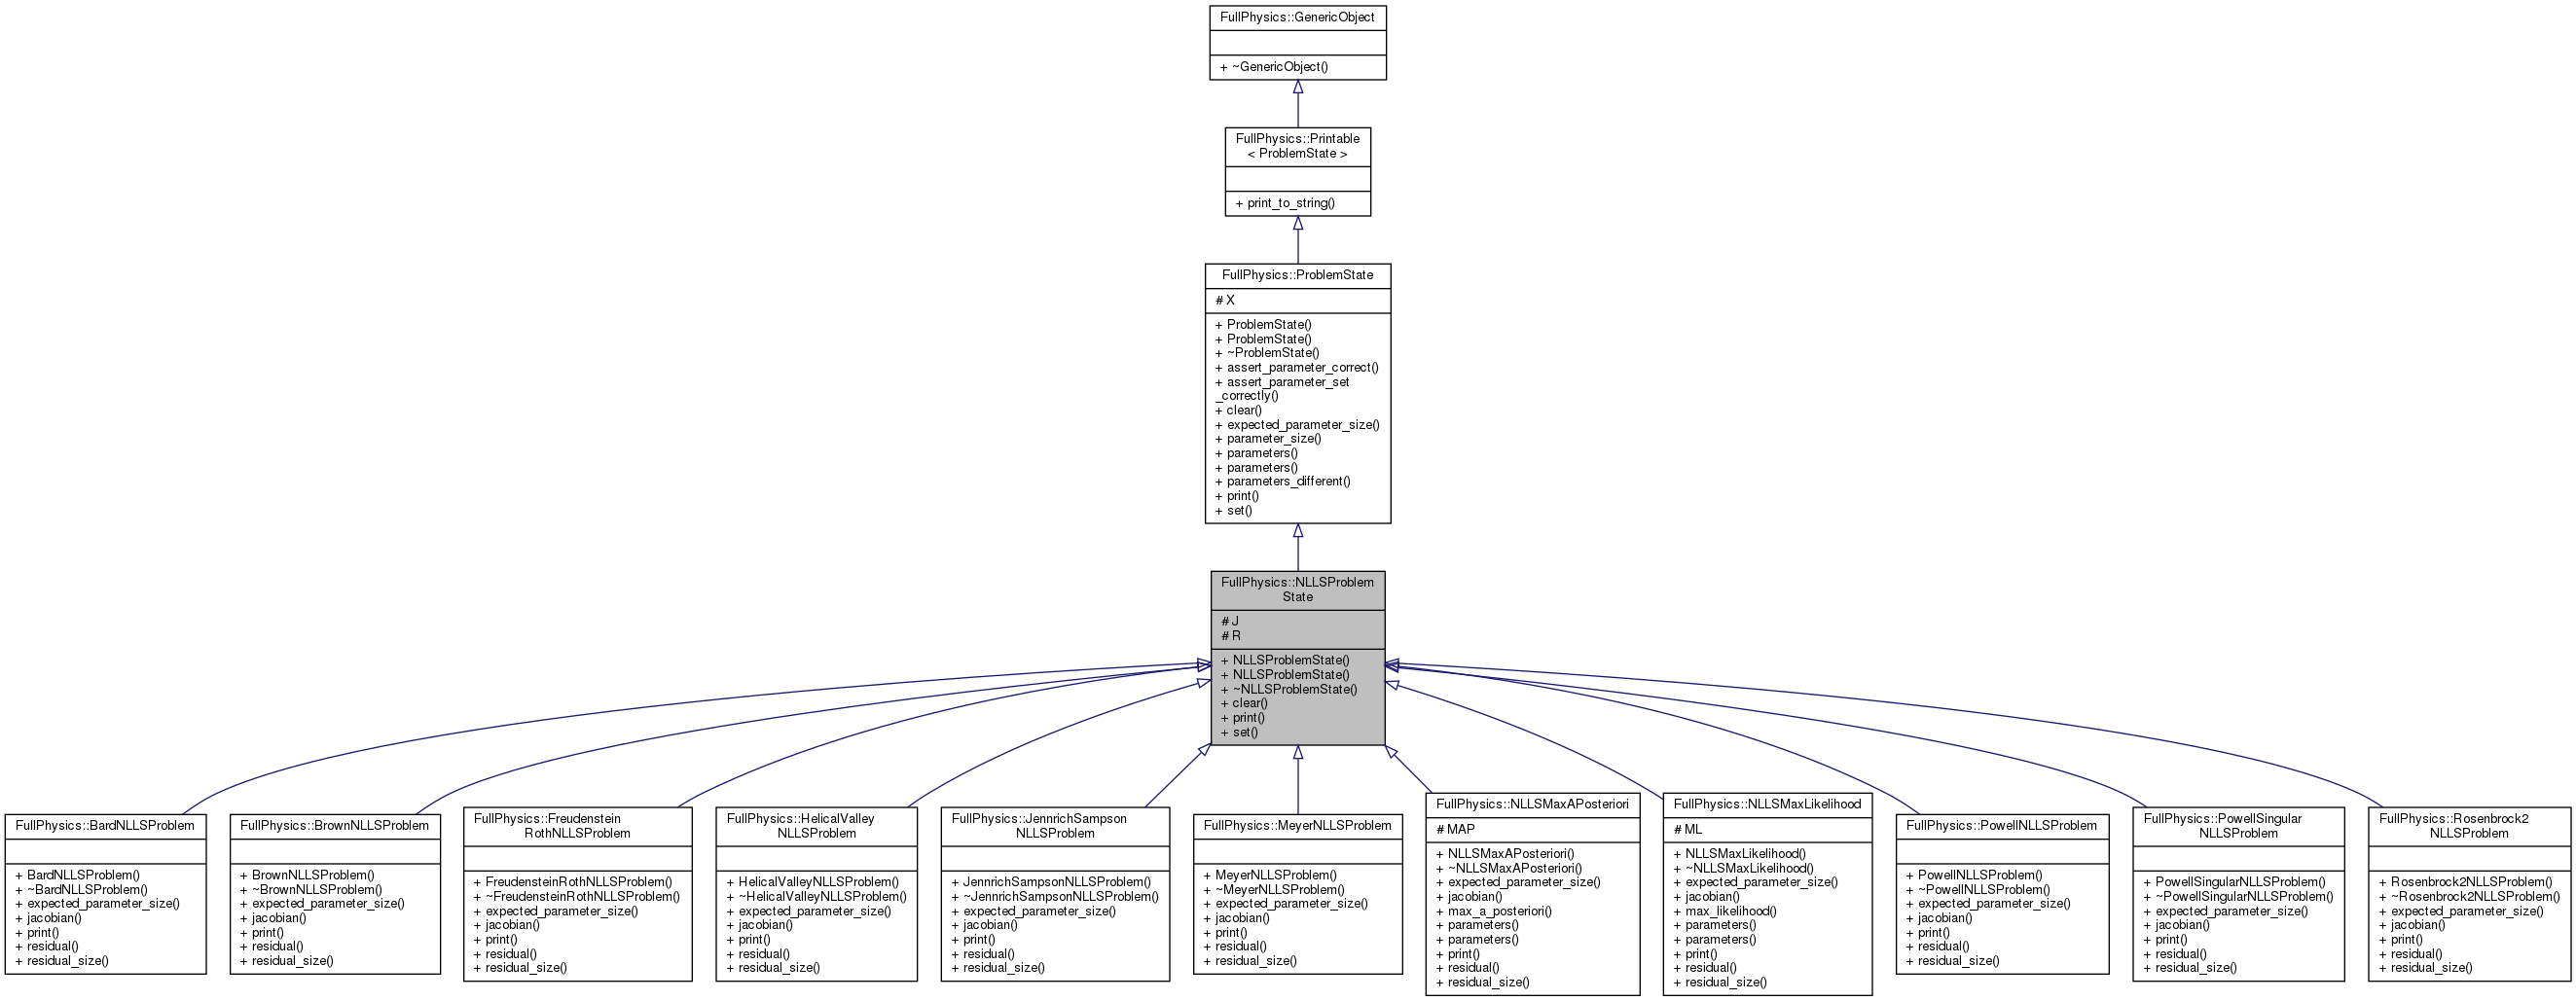 FullPhysics::GenericObject
+ ~GenericObject()
FullPhysics::Printable
< ProblemState >
+ print_to_string()
FullPhysics::ProblemState
# X
+ ProblemState()
+ ProblemState()
+ ~ProblemState()
+ assert_parameter_correct()
+ assert_parameter_set
_correctly()
+ clear()
+ expected_parameter_size()
+ parameter_size()
+ parameters()
+ parameters()
+ parameters_different()
+ print()
+ set()
FullPhysics::NLLSProblem
State
# J
# R
+ NLLSProblemState()
+ NLLSProblemState()
+ ~NLLSProblemState()
+ clear()
+ print()
+ set()
FullPhysics::BardNLLSProblem
+ BardNLLSProblem()
+ ~BardNLLSProblem()
+ expected_parameter_size()
+ jacobian()
+ print()
+ residual()
+ residual_size()
FullPhysics::BrownNLLSProblem
+ BrownNLLSProblem()
+ ~BrownNLLSProblem()
+ expected_parameter_size()
+ jacobian()
+ print()
+ residual()
+ residual_size()
FullPhysics::Freudenstein
RothNLLSProblem
+ FreudensteinRothNLLSProblem()
+ ~FreudensteinRothNLLSProblem()
+ expected_parameter_size()
+ jacobian()
+ print()
+ residual()
+ residual_size()
FullPhysics::HelicalValley
NLLSProblem
+ HelicalValleyNLLSProblem()
+ ~HelicalValleyNLLSProblem()
+ expected_parameter_size()
+ jacobian()
+ print()
+ residual()
+ residual_size()
FullPhysics::JennrichSampson
NLLSProblem
+ JennrichSampsonNLLSProblem()
+ ~JennrichSampsonNLLSProblem()
+ expected_parameter_size()
+ jacobian()
+ print()
+ residual()
+ residual_size()
FullPhysics::MeyerNLLSProblem
+ MeyerNLLSProblem()
+ ~MeyerNLLSProblem()
+ expected_parameter_size()
+ jacobian()
+ print()
+ residual()
+ residual_size()
FullPhysics::NLLSMaxAPosteriori
# MAP
+ NLLSMaxAPosteriori()
+ ~NLLSMaxAPosteriori()
+ expected_parameter_size()
+ jacobian()
+ max_a_posteriori()
+ parameters()
+ parameters()
+ print()
+ residual()
+ residual_size()
FullPhysics::NLLSMaxLikelihood
# ML
+ NLLSMaxLikelihood()
+ ~NLLSMaxLikelihood()
+ expected_parameter_size()
+ jacobian()
+ max_likelihood()
+ parameters()
+ parameters()
+ print()
+ residual()
+ residual_size()
FullPhysics::PowellNLLSProblem
+ PowellNLLSProblem()
+ ~PowellNLLSProblem()
+ expected_parameter_size()
+ jacobian()
+ print()
+ residual()
+ residual_size()
FullPhysics::PowellSingular
NLLSProblem
+ PowellSingularNLLSProblem()
+ ~PowellSingularNLLSProblem()
+ expected_parameter_size()
+ jacobian()
+ print()
+ residual()
+ residual_size()
FullPhysics::Rosenbrock2
NLLSProblem
+ Rosenbrock2NLLSProblem()
+ ~Rosenbrock2NLLSProblem()
+ expected_parameter_size()
+ jacobian()
+ print()
+ residual()
+ residual_size()